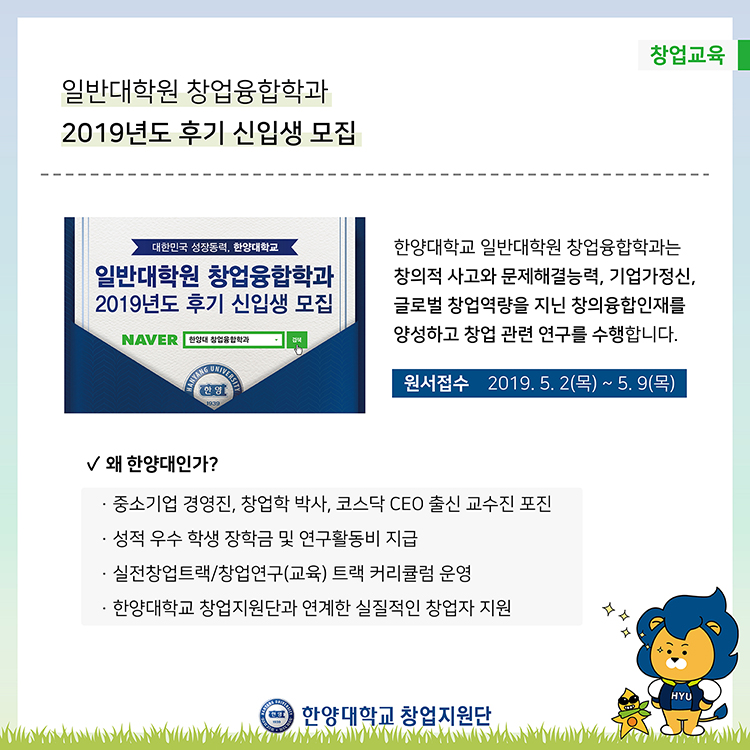 창업교육
일반대학원 창업융합학과
2019년도 후기 신입생 모집
대한민국 성장동력, 한양대학교
일반대학원 창업융합학과
2019년도 후기 신입생 모집
NAVER 한양대 창업융합학과 검색
HANYANG UNIVERSITY
한양
1939
한양대학교 일반대학원 창업융합학과는
창의적 사고와 문제해결능력, 기업가정신,
글로벌 창업역량을 지닌 창의융합인재를
양성하고 창업 관련 연구를 수행합니다.
원서접수 2019. 5. 2(목) ~ 5. 9(목)
✓ 왜 한양대인가?
· 중소기업 경영진, 창업학 박사, 코스닥 CEO 출신 교수진 포진
· 성적 우수 학생 장학금 및 연구활동비 지급
· 실전창업트랙/창업연구(교육) 트랙 커리큘럼 운영
· 한양대학교 창업지원단과 연계한 실질적인 창업자 지원
HYU
한양대학교 창업지원단